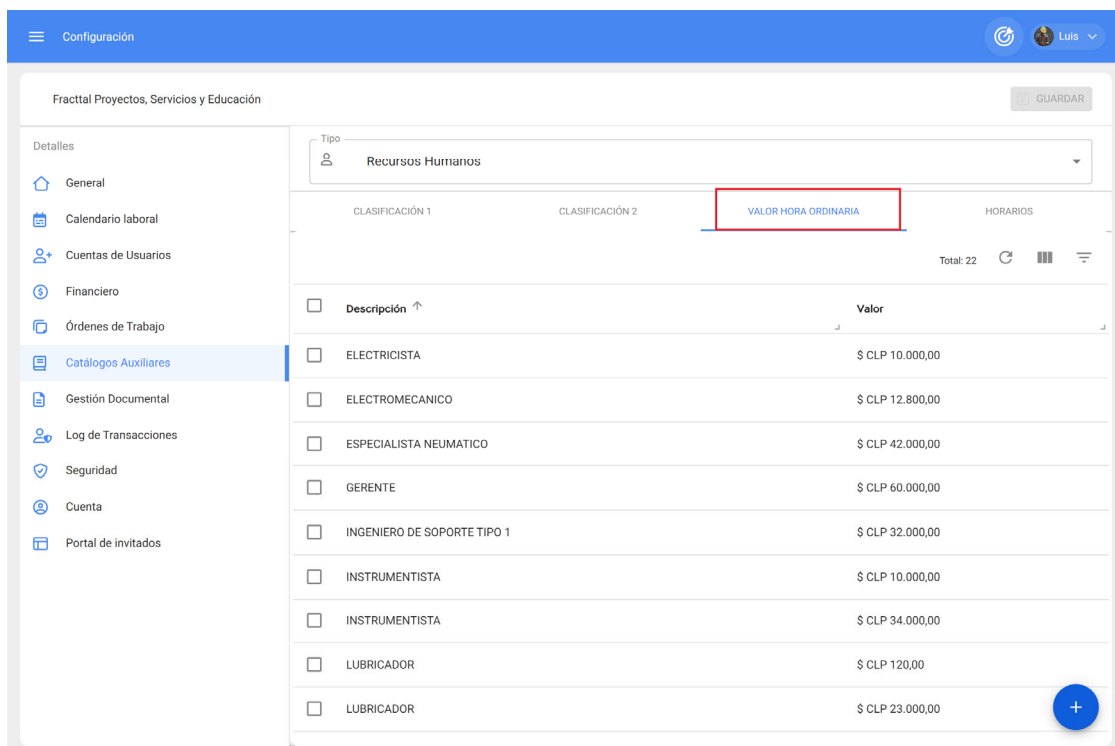 Configuración
Luis
Fracttal Proyectos, Servicios y Educación
GUARDAR
Detalles
General
Calendario laboral
Cuentas de Usuarios
Financiero
Órdenes de Trabajo
Catálogos Auxiliares
Gestión Documental
Log de Transacciones
Seguridad
Cuenta
Portal de invitados
Tipo
Recursos Humanos
CLASIFICACIÓN 1 CLASIFICACIÓN 2 VALOR HORA ORDINARIA HORARIOS
Total: 22
Descripción Valor
ELECTRICISTA $ CLP 10.000,00
ELECTROMECANICO $ CLP 12.800,00
ESPECIALISTA NEUMATICO $ CLP 42.000,00
GERENTE $ CLP 60.000,00
INGENIERO DE SOPORTE TIPO 1 $ CLP 32.000,00
INSTRUMENTISTA $ CLP 10.000,00
INSTRUMENTISTA $ CLP 34.000,00
LUBRICADOR $ CLP 120,00
LUBRICADOR $ CLP 23.000,00